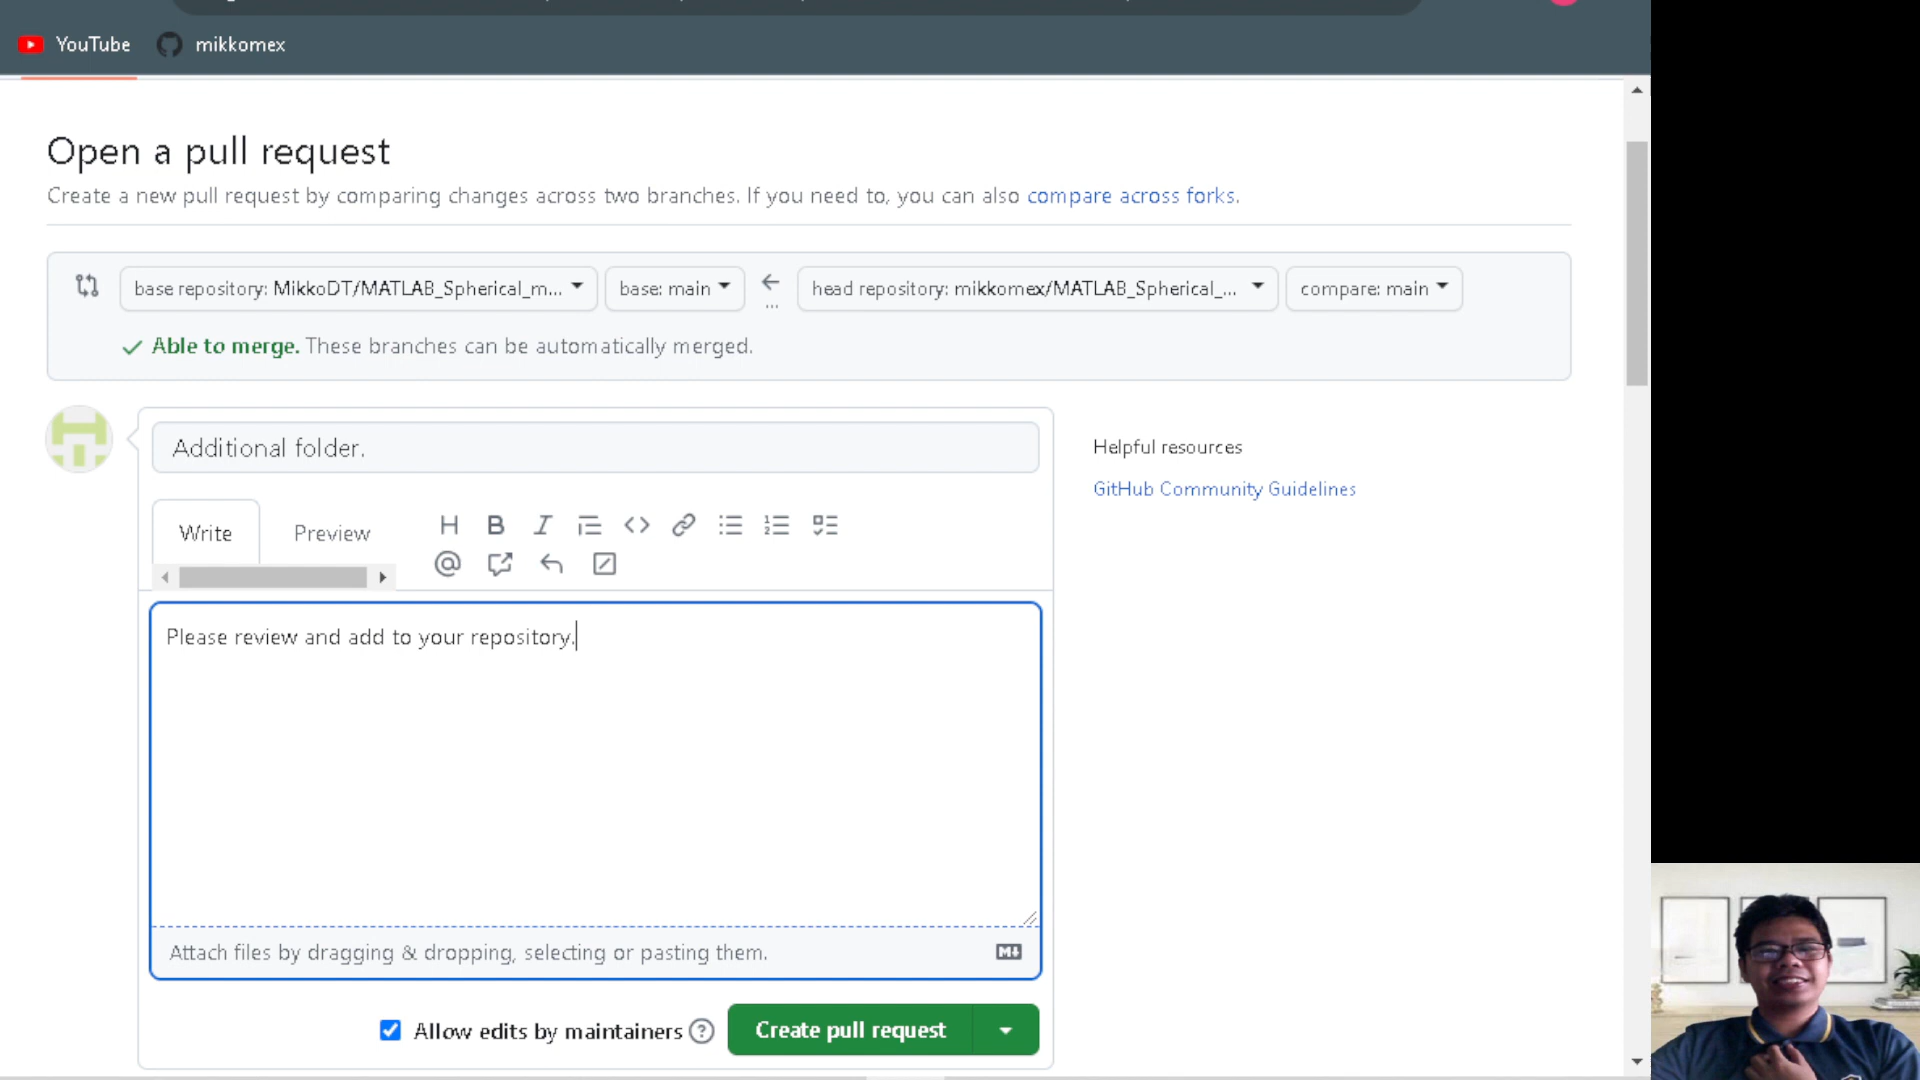 YouTube
mikkomex
Open a pull request
Create a new pull request by comparing changes across two branches. If you need to, you can also compare across forks.
base repository: MikkoDT/MATLAB_Spherical_m... base: main head repository: mikkomex/MATLAB_Spherical_... compare: main
Able to merge. These branches can be automatically merged.
Additional folder.
Helpful resources
GitHub Community Guidelines
Write
Preview
Please review and add to your repository.
Attach files by dragging & dropping, selecting or pasting them.
Allow edits by maintainers
Create pull request